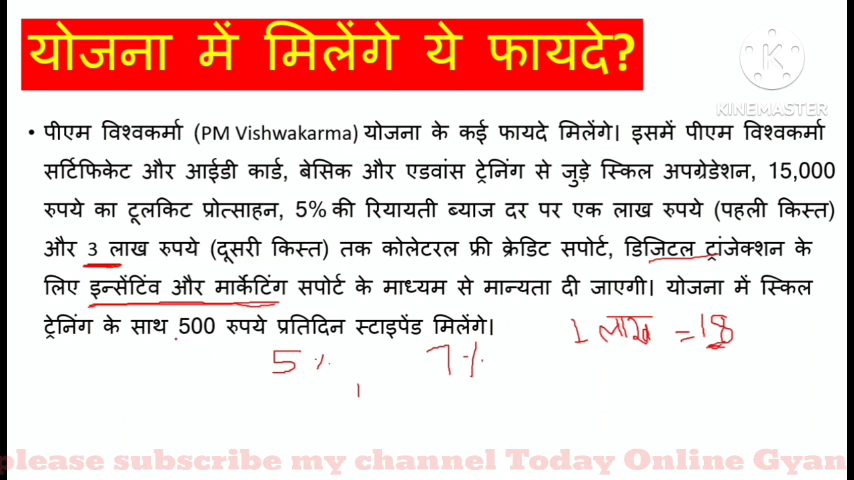 योजना में मिलेंगे ये फायदे?
KINEMASTER
• पीएम विश्वकर्मा (PM Vishwakarma) योजना के कई फायदे मिलेंगे। इसमें पीएम विश्वकर्मा
सर्टिफिकेट और आईडी कार्ड, बेसिक और एडवांस ट्रेनिंग से जुड़े स्किल अपग्रेडेशन, 15,000
रुपये का टूलकिट प्रोत्साहन, 5% की रियायती ब्याज दर पर एक लाख रुपये (पहली किस्त)
और 3 लाख रुपये (दूसरी किस्त) तक कोलेटरल फ्री क्रेडिट सपोर्ट, डिजिटल ट्रांजेक्शन के
लिए इन्सेंटिंव और मार्केटिंग सपोर्ट के माध्यम से मान्यता दी जाएगी। योजना में स्किल
ट्रेनिंग के साथ 500 रुपये प्रतिदिन स्टाइपेंड मिलेंगे।
1 लाख = 18
5 % 7 %
please subscribe my channel Today Online Gyan